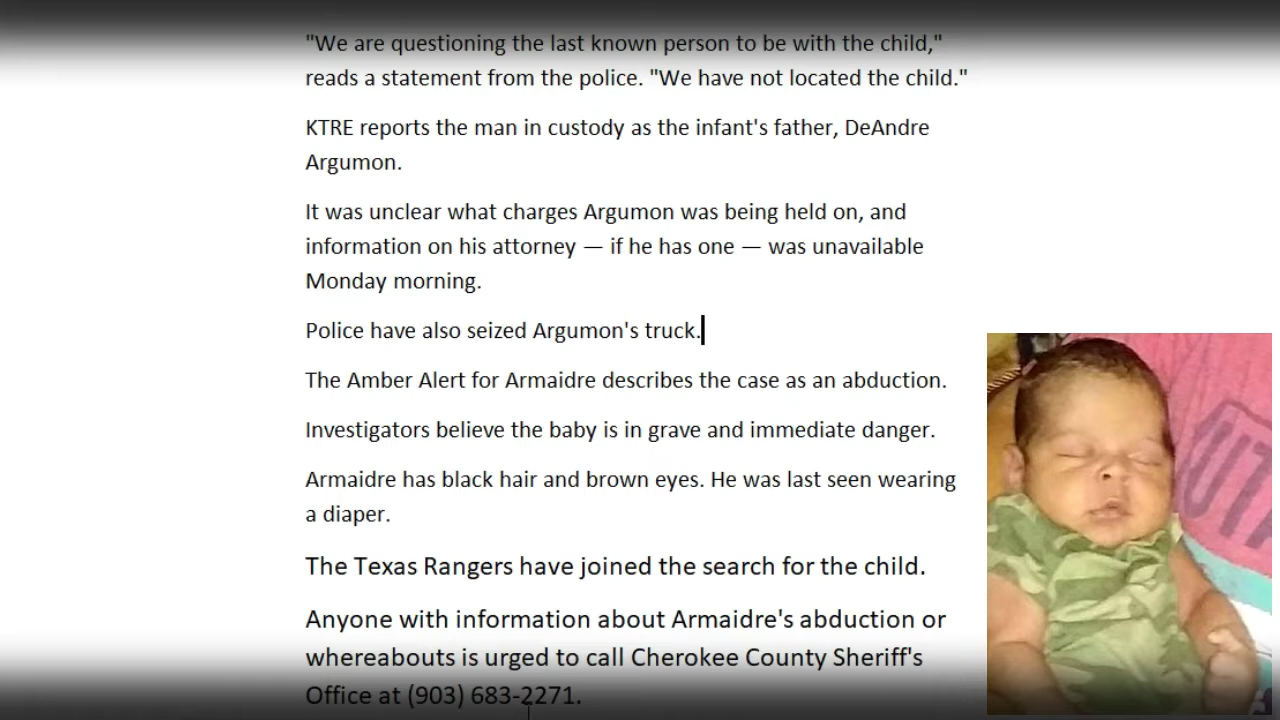 "We are questioning the last known person to be with the child,"
reads a statement from the police. "We have not located the child."
KTRE reports the man in custody as the infant's father, DeAndre
Argumon.
It was unclear what charges Argumon was being held on, and
information on his attorney — if he has one — was unavailable
Monday morning.
Police have also seized Argumon's truck.
The Amber Alert for Armaidre describes the case as an abduction.
Investigators believe the baby is in grave and immediate danger.
Armaidre has black hair and brown eyes. He was last seen wearing
a diaper.
The Texas Rangers have joined the search for the child.
Anyone with information about Armaidre's abduction or
whereabouts is urged to call Cherokee County Sheriff's
Office at (903) 683-2271.